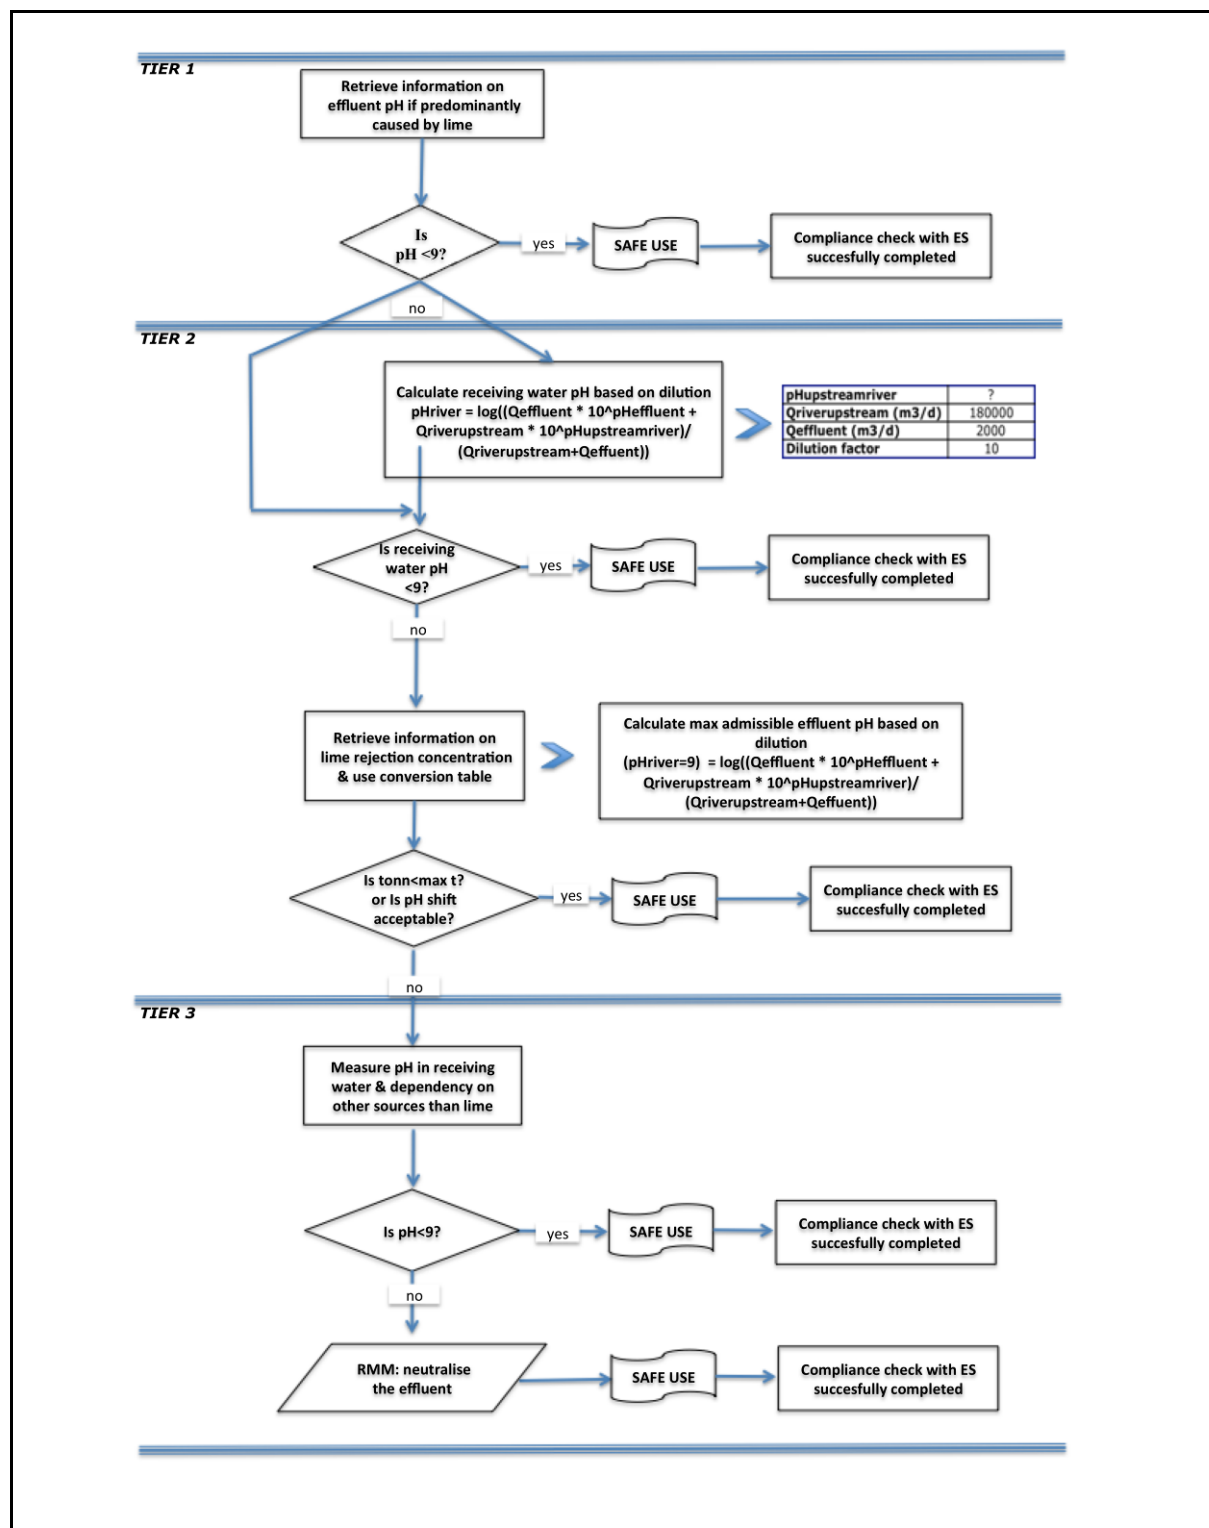 TIER 1
Retrieve information on
effluent pH if predominantly
caused by lime
Is
pH <9?
yes
SAFE USE
Compliance check with ES
succesfully completed
no
TIER 2
Calculate receiving water pH based on dilution
pHriver = log((Qeffluent * 10^pHeffluent +
Qriverupstream * 10^pHupstreamriver)/
(Qriverupstream+Qeffuent))
pHupstreamriver ?
Qriverupstream (m3/d) 180000
Qeffluent (m3/d) 2000
Dilution factor 10
Is receiving
water pH
<9?
yes
SAFE USE
Compliance check with ES
succesfully completed
no
Retrieve information on
lime rejection concentration
& use conversion table
Calculate max admissible effluent pH based on
dilution
(pHriver=9) = log((Qeffluent * 10^pHeffluent +
Qriverupstream * 10^pHupstreamriver)/
(Qriverupstream+Qeffuent))
Is tonn<max t?
or Is pH shift
acceptable?
yes
SAFE USE
Compliance check with ES
succesfully completed
no
TIER 3
Measure pH in receiving
water & dependency on
other sources than lime
Is pH<9?
yes
SAFE USE
Compliance check with ES
succesfully completed
no
RMM: neutralise
the effluent
SAFE USE
Compliance check with ES
succesfully completed